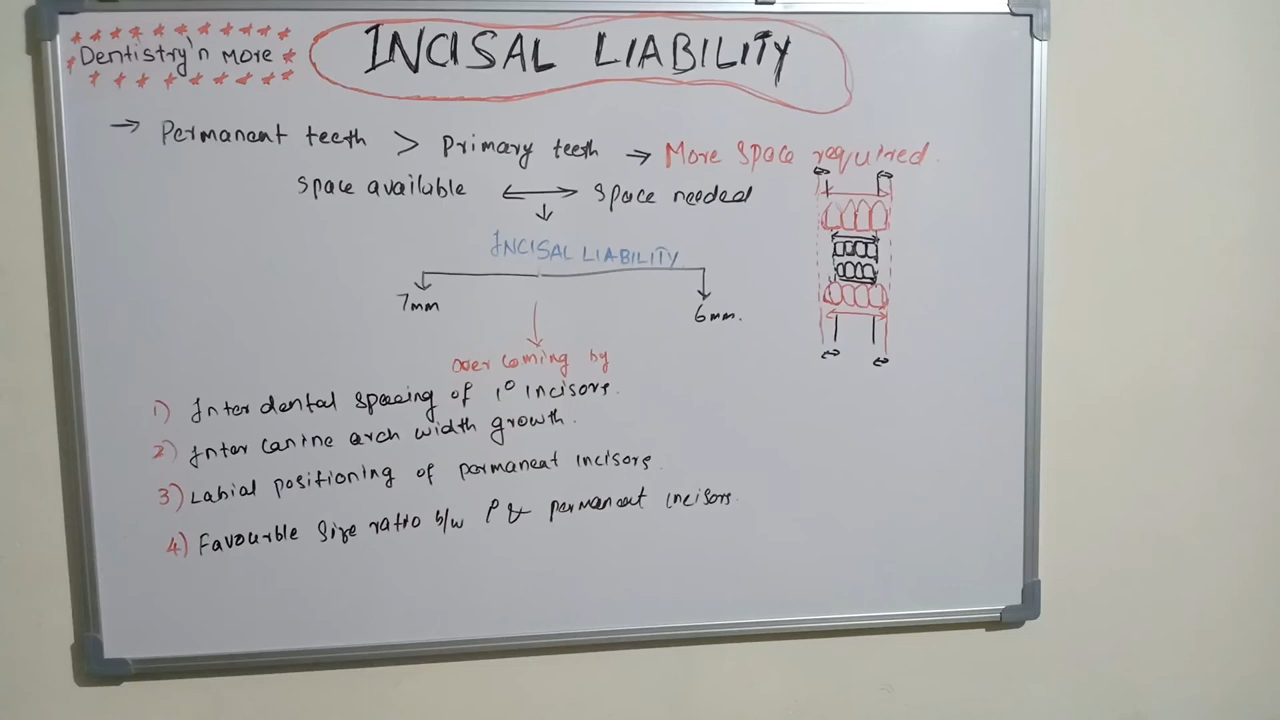 Dentistry'n More
INCISAL LIABILITY
→ Permanent teeth > Primary teeth → More space required.
Space available ↔ Space needed
INCISAL LIABILITY
7mm 6mm.
over coming by
1) Inter dental spacing of 1° incisors.
2) Inter canine arch width growth.
3) Labial positioning of permanent incisors.
4) Favourble Size ratio b/w P & permanent incisors.